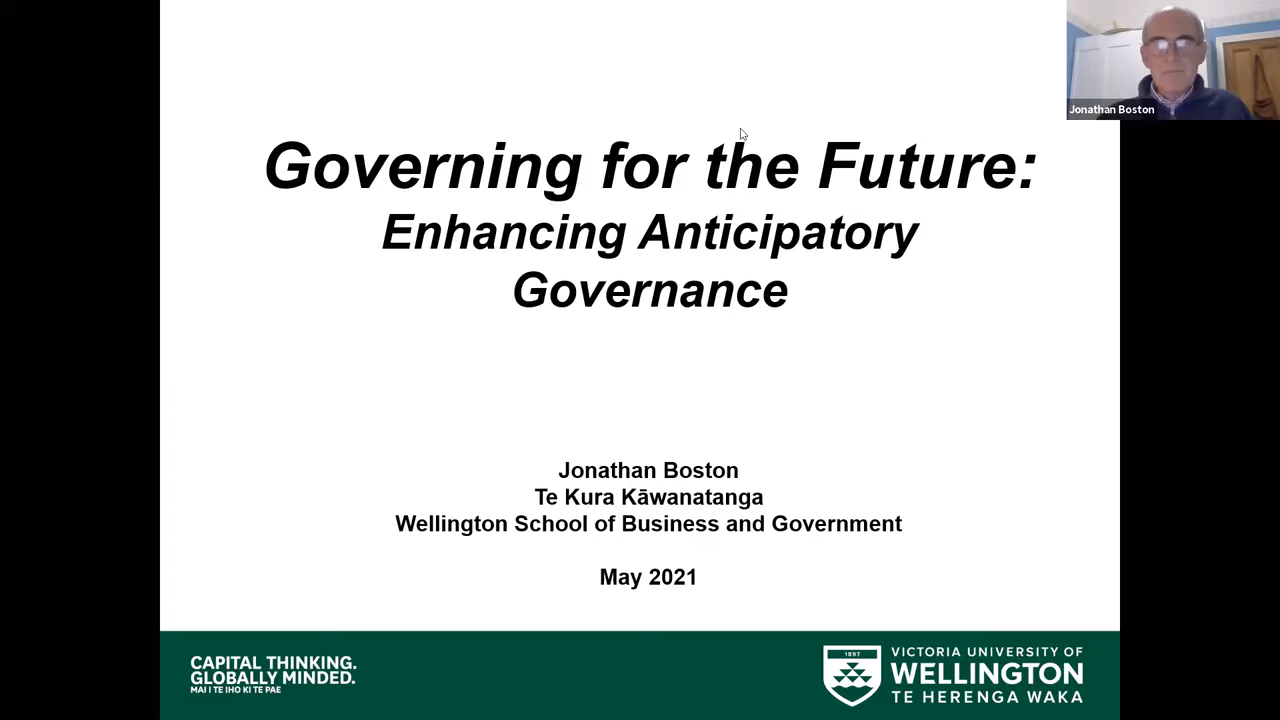 Jonathan Boston
Governing for the Future:
Enhancing Anticipatory
Governance
Jonathan Boston
Te Kura Kāwanatanga
Wellington School of Business and Government
May 2021
CAPITAL THINKING.
GLOBALLY MINDED.
MAI I TE IHO KI TE PAE
1897
VICTORIA UNIVERSITY OF
WELLINGTON
TE HERENGA WAKA